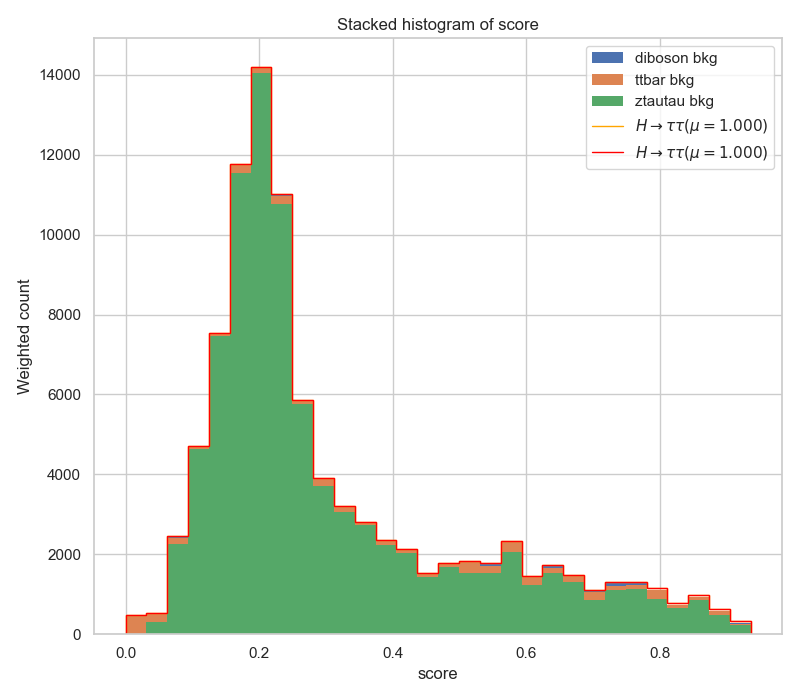 Stacked histogram of score
diboson bkg
ttbar bkg
ztautau bkg
H → ττ(μ = 1.000)
H → ττ(μ = 1.000)
14000
12000
10000
8000
6000
4000
2000
0
Weighted count
0.0 0.2 0.4 0.6 0.8
score